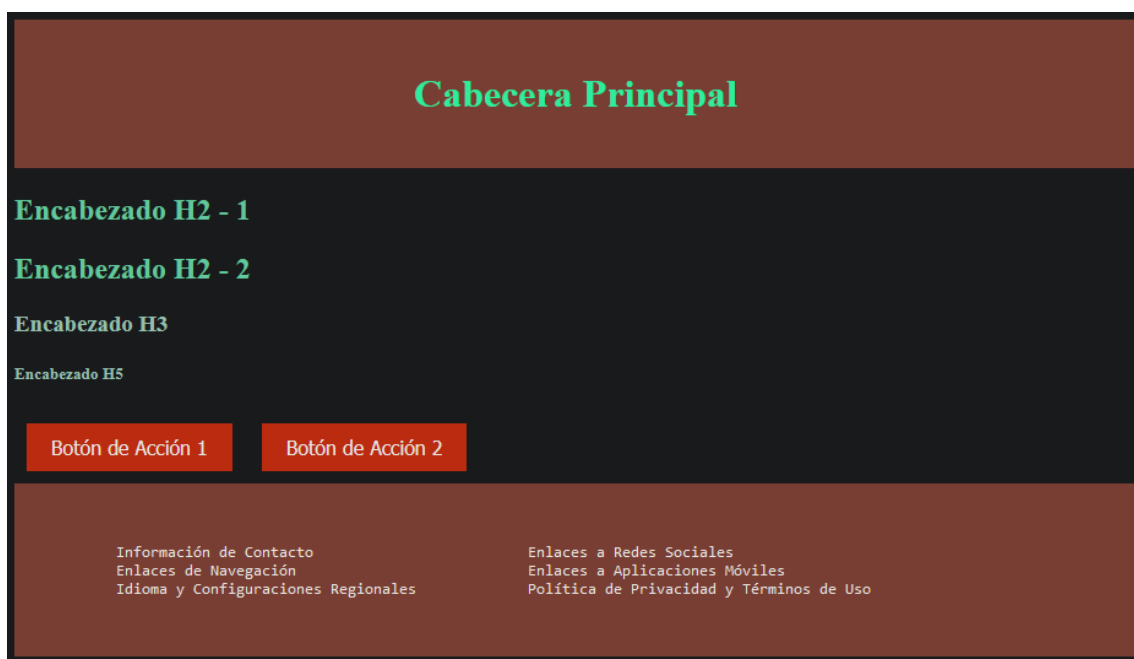 Cabecera Principal
Encabezado H2 - 1
Encabezado H2 - 2
Encabezado H3
Encabezado H5
Botón de Acción 1 Botón de Acción 2
Información de Contacto Enlaces a Redes Sociales
Enlaces de Navegación Enlaces a Aplicaciones Móviles
Idioma y Configuraciones Regionales Política de Privacidad y Términos de Uso